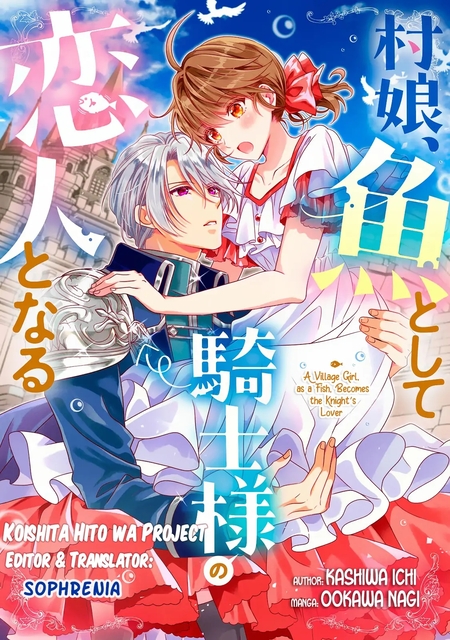 村娘、魚として
騎士様の
恋人となる
A Village Girl,
as a Fish, Becomes
the Knight's
Lover
Koishita Hito wa Project
Editor & Translator:
Sophrenia
Author: Kashiwa Ichi
Manga: Ookawa Nagi